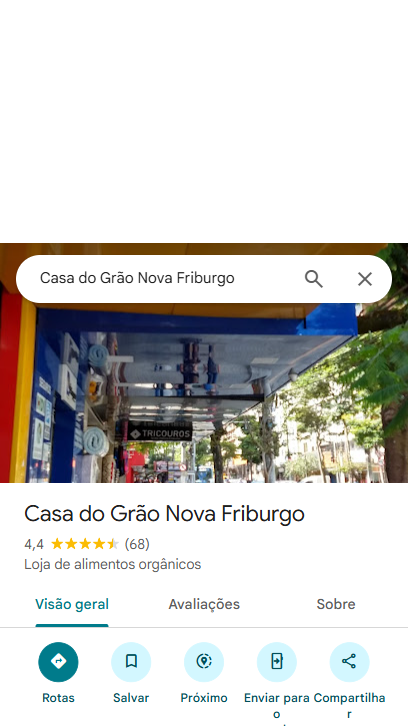 Casa do Grão Nova Friburgo
TRICOUROS
Casa do Grão Nova Friburgo
4,4 (68)
Loja de alimentos orgânicos
Visão geral Avaliações Sobre
Rotas Salvar Próximo Enviar para o Compartilhar